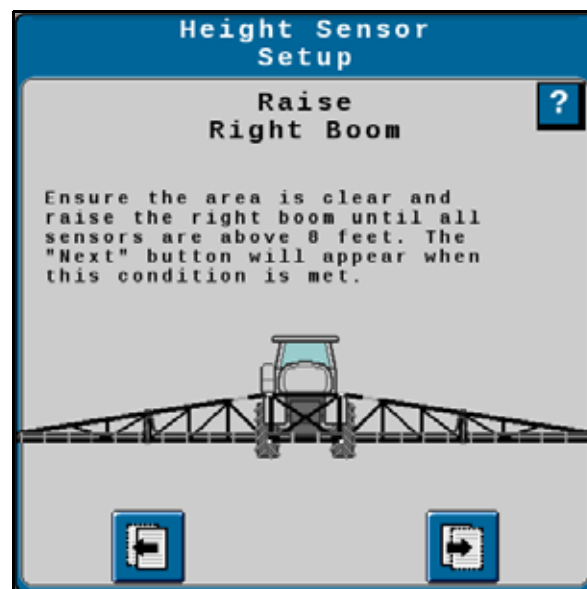 Height Sensor
Setup
Raise
Right Boom
?
Ensure the area is clear and
raise the right boom until all
sensors are above 8 feet. The
"Next" button will appear when
this condition is met.